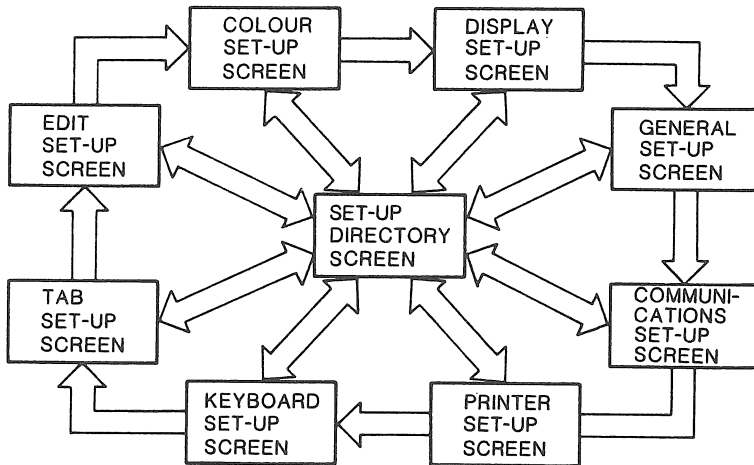 COLOUR
SET-UP
SCREEN
DISPLAY
SET-UP
SCREEN
EDIT
SET-UP
SCREEN
GENERAL
SET-UP
SCREEN
SET-UP
DIRECTORY
SCREEN
TAB
SET-UP
SCREEN
COMMUNI-
CATIONS
SET-UP
SCREEN
KEYBOARD
SET-UP
SCREEN
PRINTER
SET-UP
SCREEN